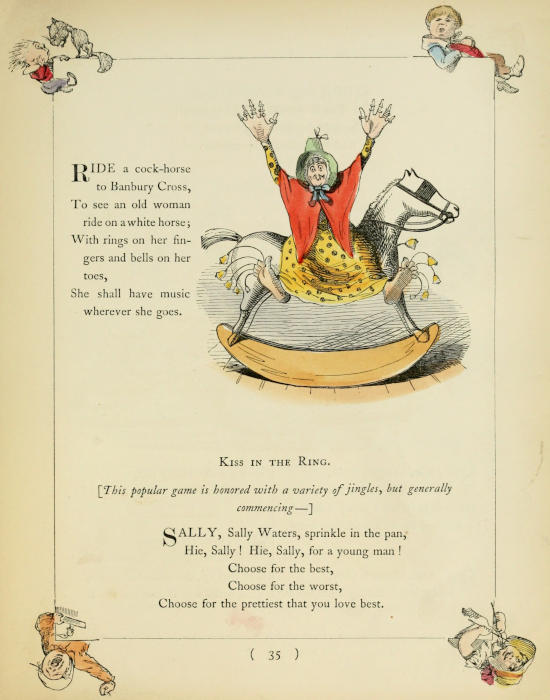 RIDE a cock-horse
to Banbury Cross,
To see an old woman
ride on a white horse;
With rings on her fin-
gers and bells on her
toes,
She shall have music
wherever she goes.
Kiss in the Ring.
[This popular game is honored with a variety of jingles, but generally
commencing—]
SALLY, Sally Waters, sprinkle in the pan,
Hie, Sally! Hie, Sally, for a young man!
Choose for the best,
Choose for the worst,
Choose for the prettiest that you love best.
( 35 )